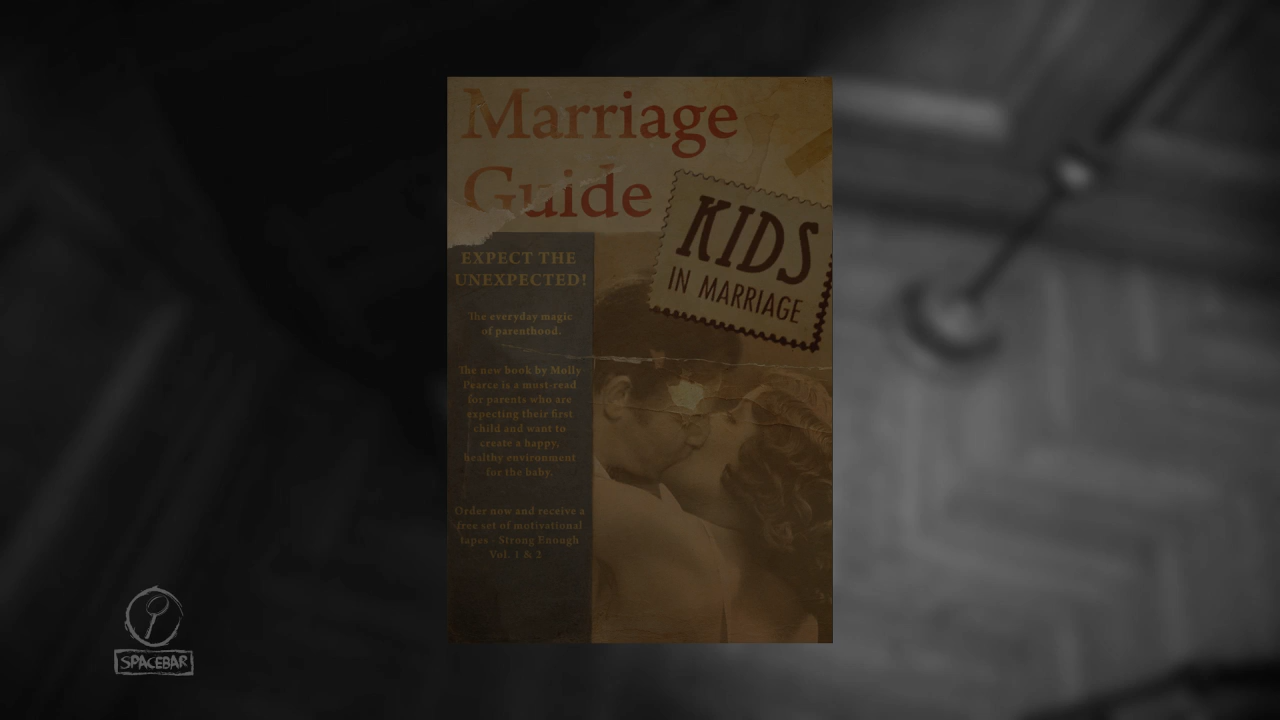 Marriage
Guide
KIDS
IN MARRIAGE
EXPECT THE
UNEXPECTED!
The everyday magic
of parenthood.
The new book by Molly
Pearce is a most-read
for parents who are
expecting their first
child and want to
create a happy,
healthy environment
for the baby.
Order now and receive a
free set of motivational
tapes - Strong Enough
Vol. 1 & 2
SPACEBAR